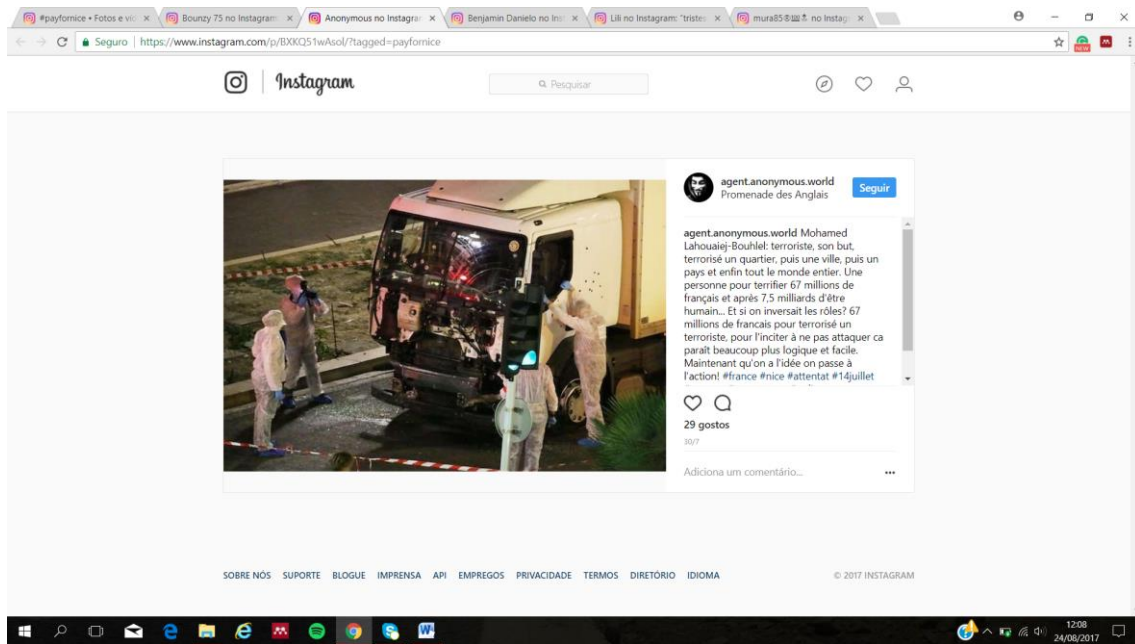 #payfornice • Fotos e víd
Bounzy 75 no Instagram
Anonymous no Instagram
Benjamin Danielo no Ins
Lili no Instagram: "tristes
mura85 no Instag
Seguro | https://www.instagram.com/p/BXKQ51wAsol/?tagged=payfornice
NEW
Instagram
Pesquisar
agent.anonymous.world
Promenade des Anglais
Seguir
agent.anonymous.world Mohamed
Lahouaiej-Bouhlel: terroriste, son but,
terrorisé un quartier, puis une ville, puis un
pays et enfin tout le monde entier. Une
personne pour terrifier 67 millions de
français et après 7,5 milliards d'être
humain... Et si on inversait les rôles? 67
millions de francais pour terrorisé un
terroriste, pour l'inciter à ne pas attaquer ca
paraît beaucoup plus logique et facile.
Maintenant qu'on a l'idée on passe à
l'action! #france #nice #attentat #14juillet
29 gostos
30/7
Adiciona um comentário...
SOBRE NÓS SUPORTE BLOGUE IMPRENSA API EMPREGOS PRIVACIDADE TERMOS DIRETÓRIO IDIOMA
© 2017 INSTAGRAM
12:08
24/08/2017